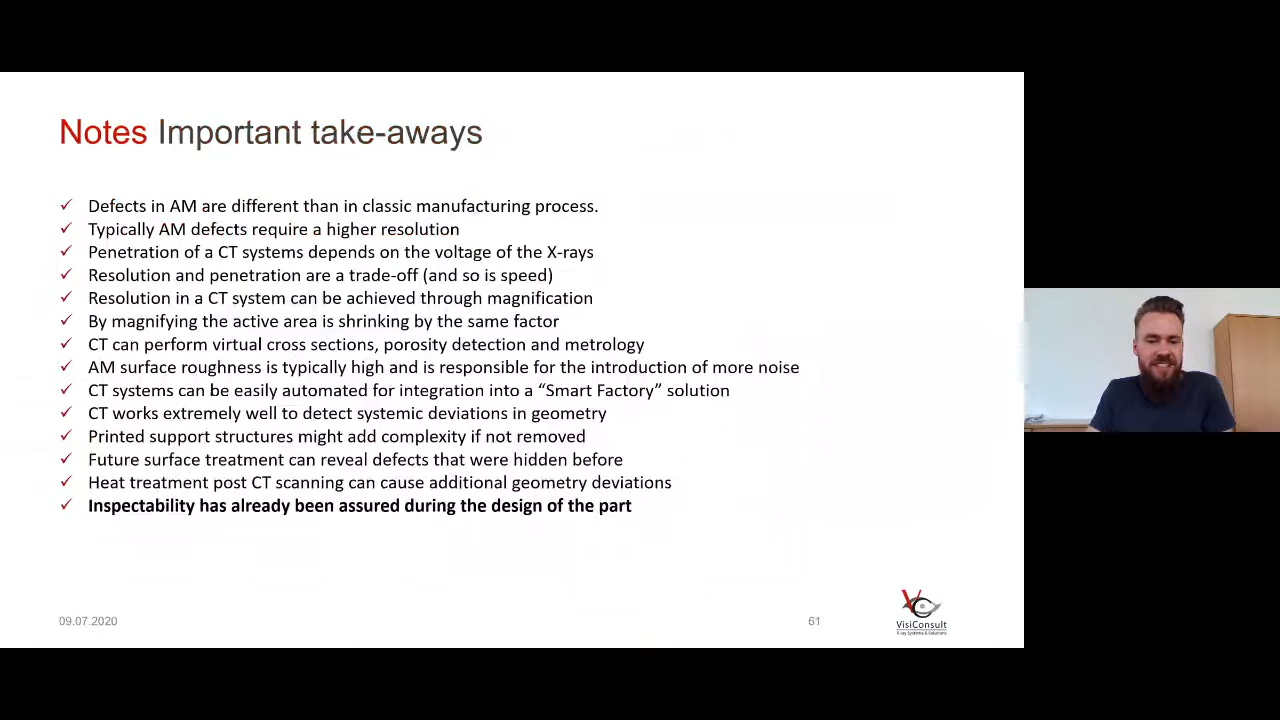 Notes Important take-aways
✓ Defects in AM are different than in classic manufacturing process.
✓ Typically AM defects require a higher resolution
✓ Penetration of a CT systems depends on the voltage of the X-rays
✓ Resolution and penetration are a trade-off (and so is speed)
✓ Resolution in a CT system can be achieved through magnification
✓ By magnifying the active area is shrinking by the same factor
✓ CT can perform virtual cross sections, porosity detection and metrology
✓ AM surface roughness is typically high and is responsible for the introduction of more noise
✓ CT systems can be easily automated for integration into a “Smart Factory” solution
✓ CT works extremely well to detect systemic deviations in geometry
✓ Printed support structures might add complexity if not removed
✓ Future surface treatment can reveal defects that were hidden before
✓ Heat treatment post CT scanning can cause additional geometry deviations
✓ Inspectability has already been assured during the design of the part
09.07.2020
61
VisiConsult
X-ray Systems & Solutions